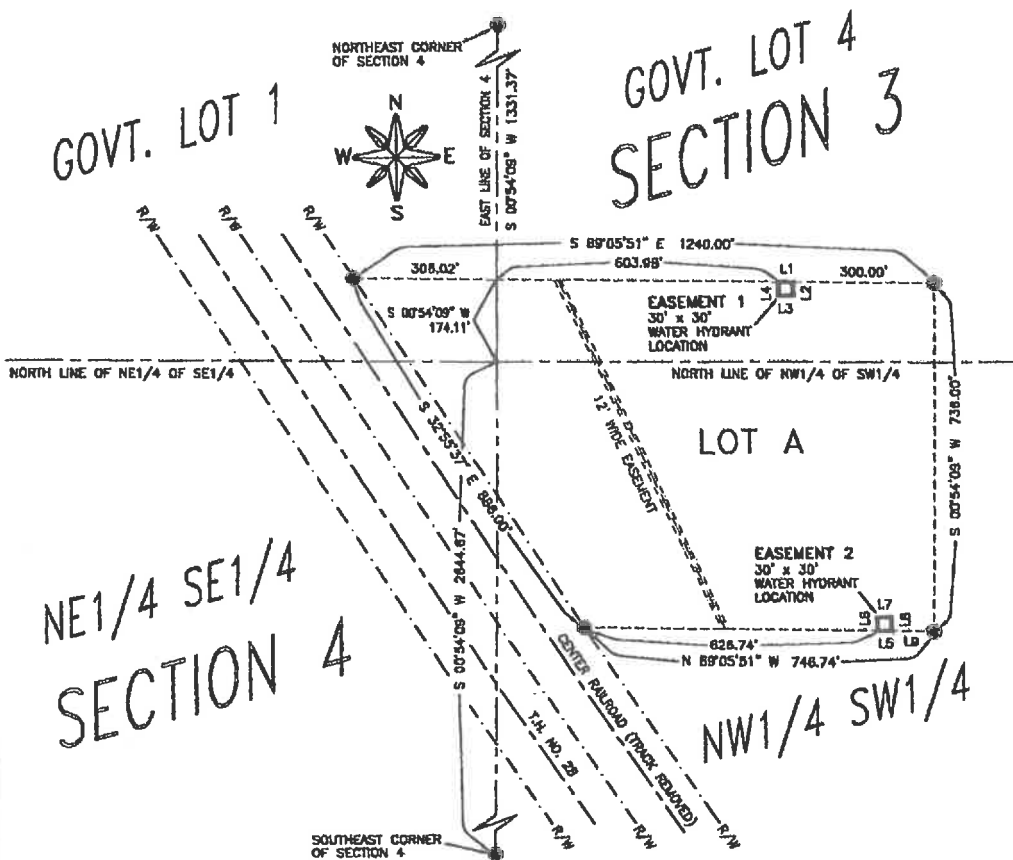 NORTHEAST CORNER
OF SECTION 4
GOVT. LOT 4
SECTION 3
GOVT. LOT 1
N
W
E
S
EAST LINE OF SECTION 4
S 00°54'09" W 1331.37'
R/W
R/W
R/W
S 89°05'51" E 1240.00'
603.98'
L1
300.00'
L4
L2
L3
EASEMENT 1
30' x 30'
WATER HYDRANT
LOCATION
S 00°54'09" W
174.11'
NORTH LINE OF NE1/4 OF SE1/4
NORTH LINE OF NW1/4 OF SW1/4
S 32°55'37" E 886.00'
12' WIDE EASEMENT
LOT A
S 00°54'09" W 736.00'
S 00°54'09" W 2644.67'
NE1/4 SE1/4
SECTION 4
EASEMENT 2
30' x 30'
WATER HYDRANT
LOCATION
L7
L6
L8
L5
L9
N 89°05'51" W 746.74'
CENTER RAILROAD (TRACK REMOVED)
T.H. NO. 28
NW1/4 SW1/4
R/W
R/W
R/W
SOUTHEAST CORNER
OF SECTION 4